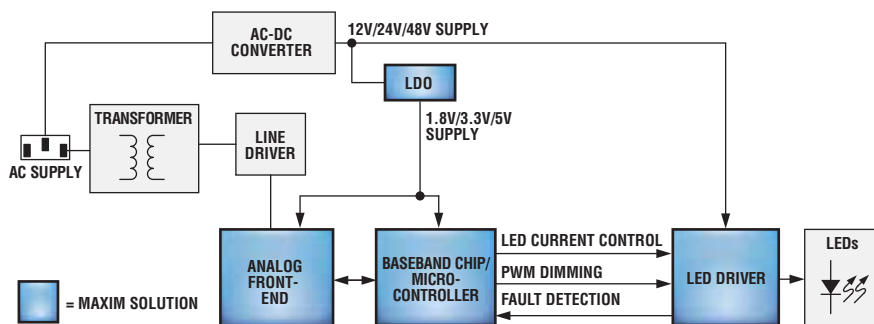 AC-DC
CONVERTER
12V/24V/48V SUPPLY
LDO
1.8V/3.3V/5V
SUPPLY
TRANSFORMER
LINE
DRIVER
AC SUPPLY
ANALOG
FRONT-
END
BASEBAND CHIP/
MICRO-
CONTROLLER
LED CURRENT CONTROL
PWM DIMMING
FAULT DETECTION
LED DRIVER
LEDs
= MAXIM SOLUTION